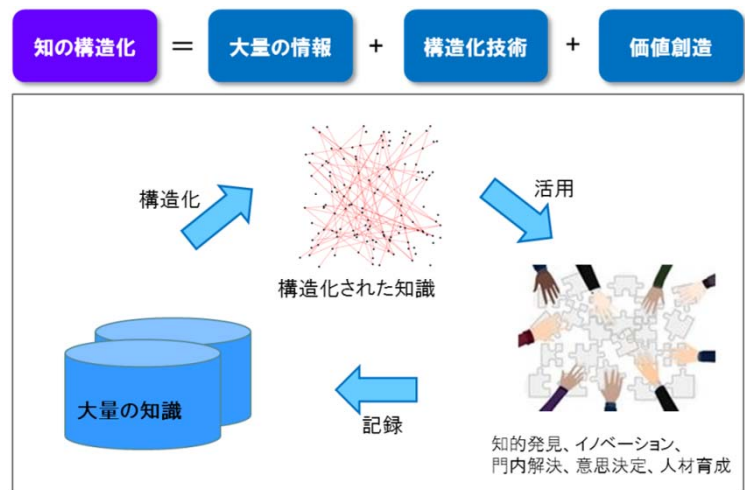 知の構造化 = 大量の情報 + 構造化技術 + 価値創造
構造化
活用
構造化された知識
大量の知識
記録
知的発見、イノベーション、
門内解決、意思決定、人材育成